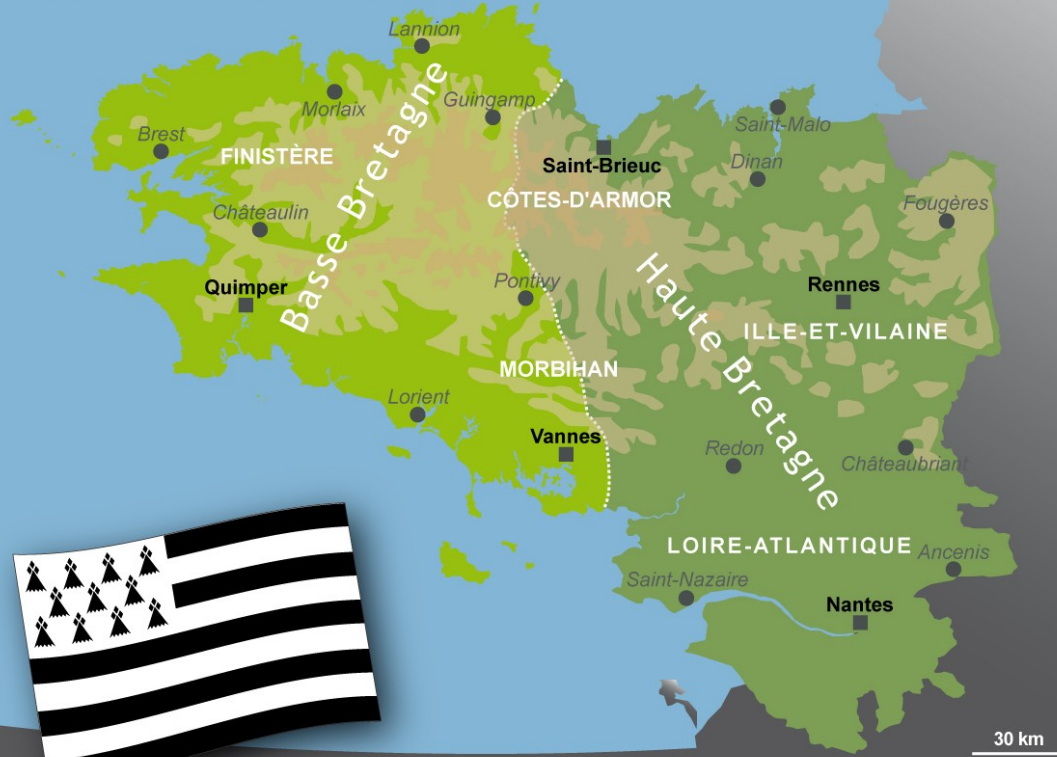 Lannion
Morlaix
Guingamp
Saint-Malo
Brest
FINISTÈRE
Saint-Brieuc
Dinan
CÔTES-D'ARMOR
Fougères
Châteaulin
Basse Bretagne
Quimper
Pontivy
Haute Bretagne
Rennes
ILLE-ET-VILAINE
MORBIHAN
Lorient
Vannes
Redon
Châteaubriant
LOIRE-ATLANTIQUE
Ancenis
Saint-Nazaire
Nantes
30 km